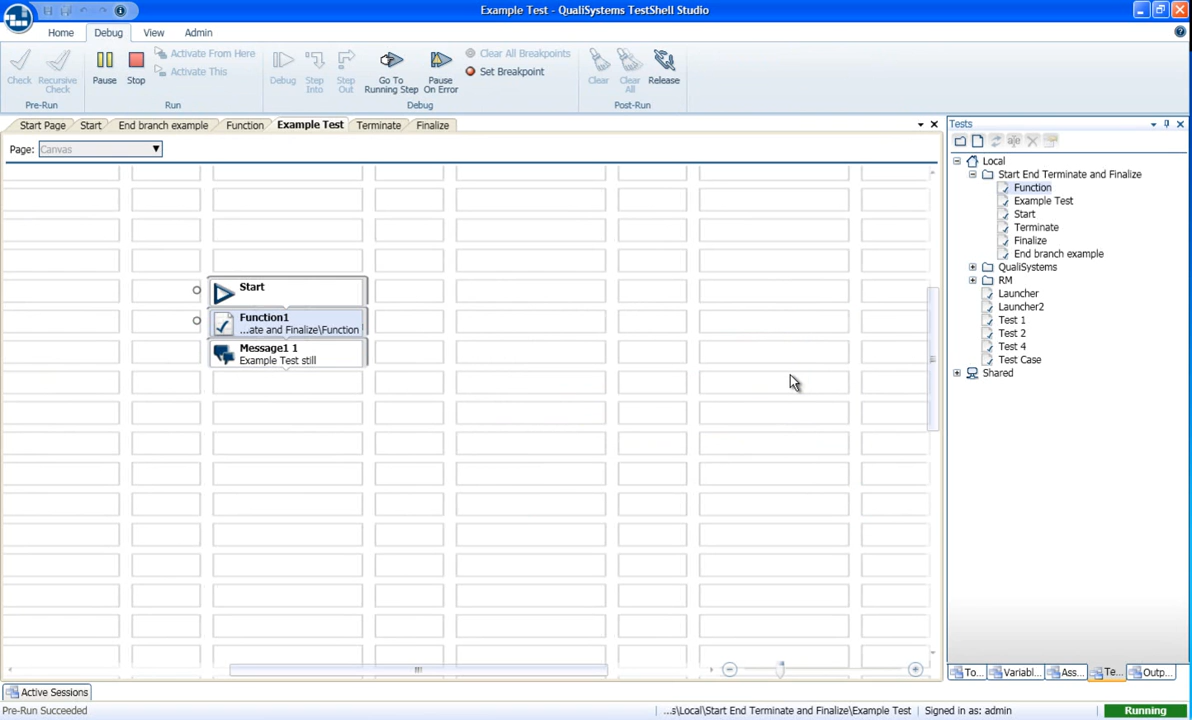 Example Test - QualiSystems TestShell Studio
Home Debug View Admin
Check
Recursive
Check
Pre-Run
Pause
Stop
Activate From Here
Activate This
Run
Debug
Step
Into
Step
Out
Go To
Running Step
Pause
On Error
Clear All Breakpoints
Set Breakpoint
Debug
Clear
Clear
All
Release
Post-Run
Start Page Start End branch example Function Example Test Terminate Finalize
Page: Canvas
Start
Function1
...ate and Finalize\Function
Message1 1
Example Test still
Tests
Local
Start End Terminate and Finalize
Function
Example Test
Start
Terminate
Finalize
End branch example
QualiSystems
RM
Launcher
Launcher2
Test 1
Test 2
Test 4
Test Case
Shared
To... Variabl... Ass... Te... Outp...
Active Sessions
Pre-Run Succeeded
...s\Local\Start End Terminate and Finalize\Example Test
Signed in as: admin
Running